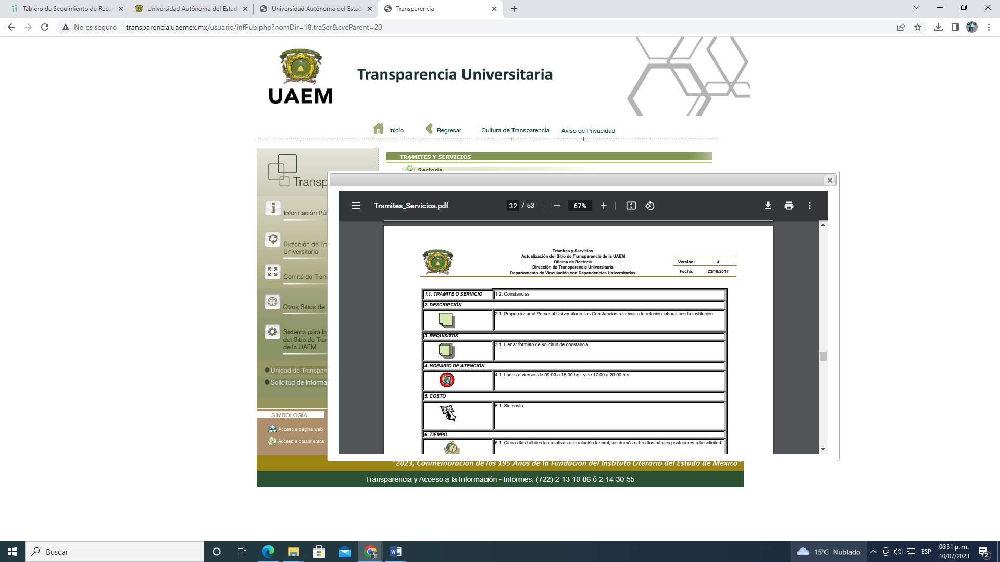 Tablero de Seguimiento de Recur
Universidad Autónoma del Estad
Universidad Autónoma del Estad
Transparencia
No es seguro
transparencia.uaemex.mx/usuario/infPub.php?nomDir=18.traSer&cveParent=20
UAEM
Transparencia Universitaria
Inicio
Regresar
Cultura de Transparencia
Aviso de Privacidad
TR�MITES Y SERVICIOS
Rectoría
Transp
Información Púl
Dirección de Tra
Universitaria
Comité de Tran
Otros Sitios de
Sistema para la
del Sitio de Tran
de la UAEM
Unidad de Transpare
Solicitud de Informa
SIMBOLOGÍA
Acceso a página web
Acceso a documentos
Tramites_Servicios.pdf
32 / 53
67%
Trámites y Servicios
Actualización del Sitio de Transparencia de la UAEM
Oficina de Rectoría
Dirección de Transparencia Universitaria
Departamento de Vinculación con Dependencias Universitarias
Versión: 4
Fecha: 23/10/2017
1.1. TRÁMITE O SERVICIO
1.2. Constancias
2. DESCRIPCIÓN
2.1. Proporcionar al Personal Universitario las Constancias relativas a la relación laboral con la Institución.
3. REQUISITOS
3.1. Llenar formato de solicitud de constancia.
4. HORARIO DE ATENCIÓN
4.1. Lunes a viernes de 09:00 a 15:00 hrs. y de 17:00 a 20:00 hrs
5. COSTO
5.1. Sin costo.
6. TIEMPO
6.1. Cinco días hábiles las relativas a la relación laboral, las demás ocho días hábiles posteriores a la solicitud.
"2023, Conmemoración de los 195 Años de la Fundación del Instituto Literario del Estado de México"
Transparencia y Acceso a la Información • Informes: (722) 2-13-10-86 ó 2-14-30-55
Buscar
15°C Nublado
ESP
06:31 p. m.
10/07/2023
2